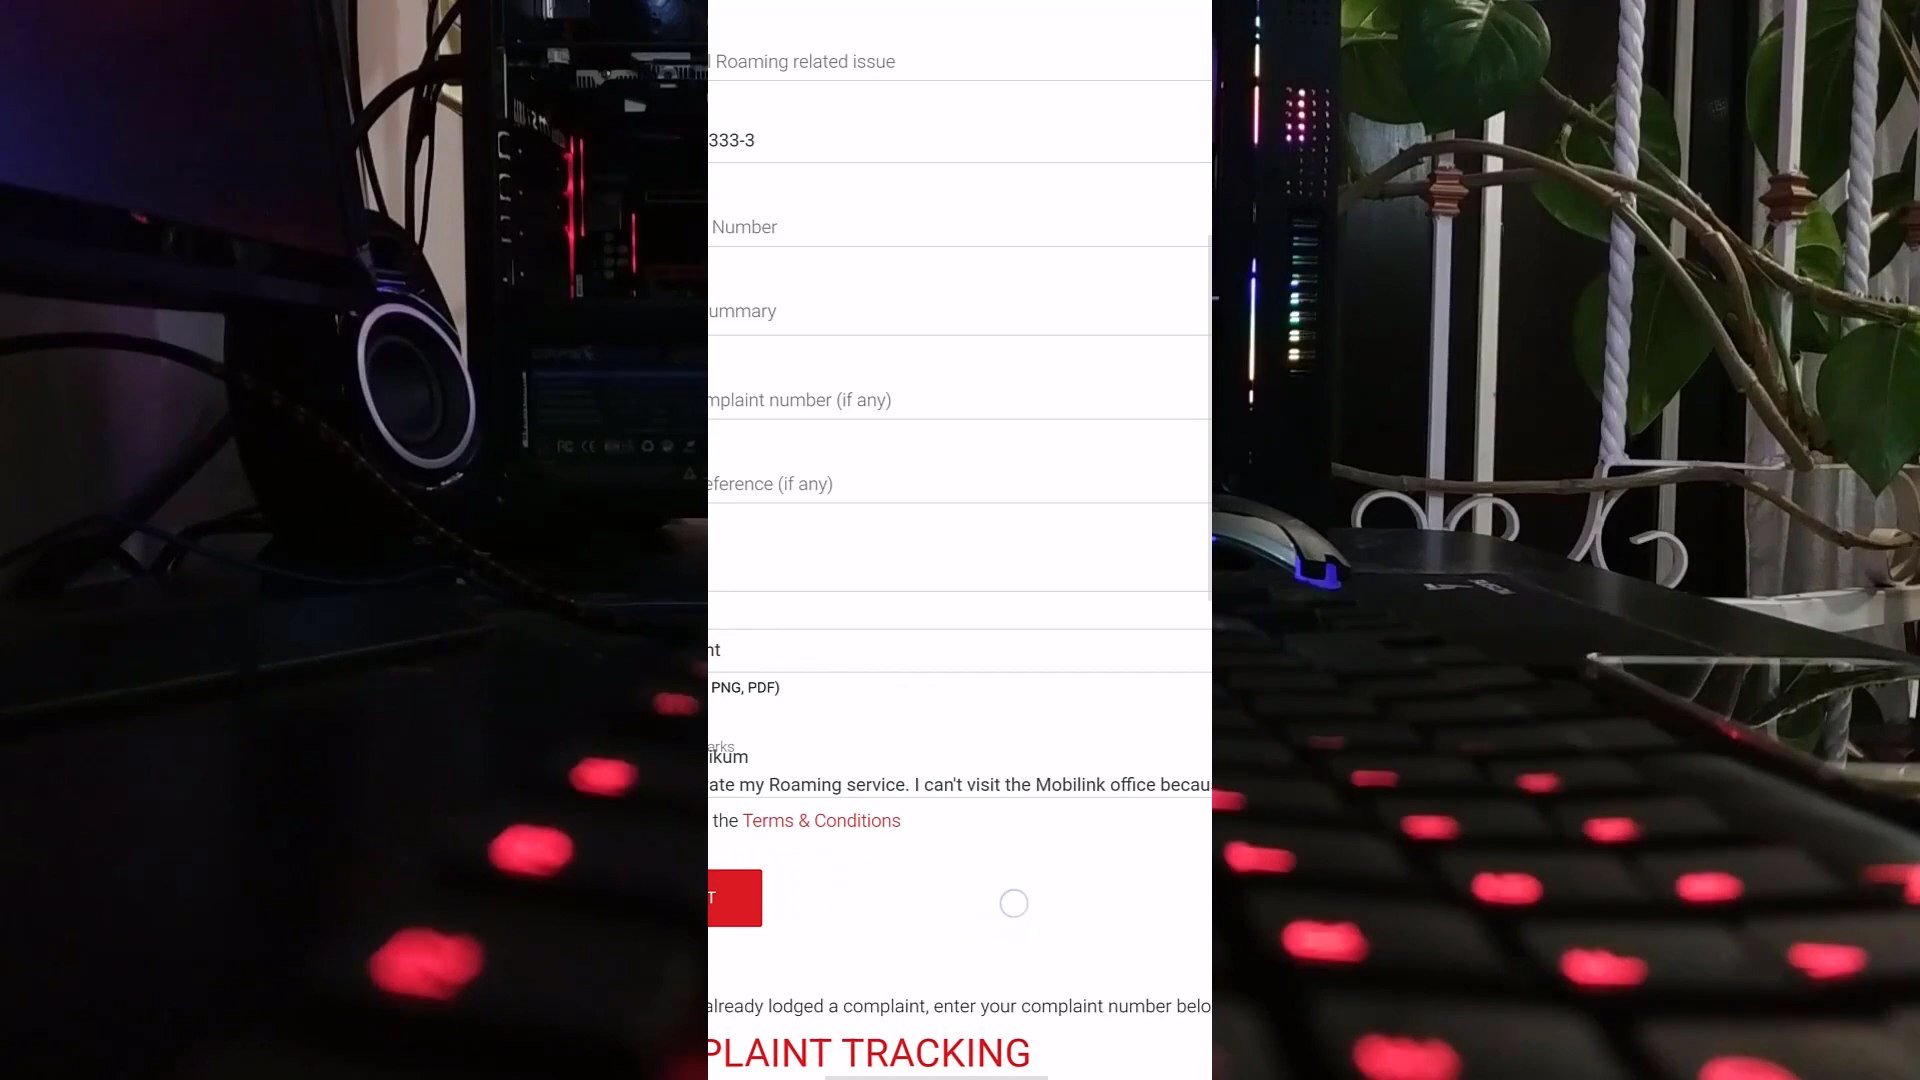 Roaming related issue
333-3
Number
ummary
mplaint number (if any)
eference (if any)
nt
PNG, PDF)
arks
ikum
ate my Roaming service. I can't visit the Mobilink office becau
the Terms & Conditions
T
already lodged a complaint, enter your complaint number belo
PLAINT TRACKING